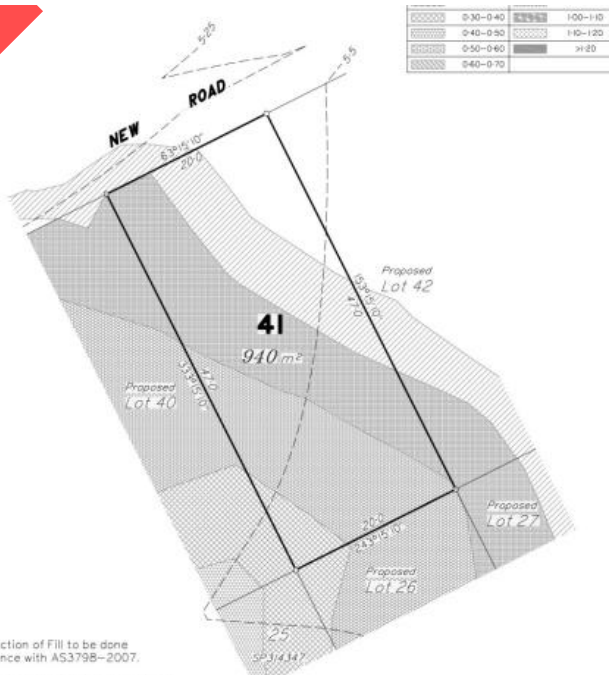 0·30-0·40
1·00-1·10
0·40-0·50
1·10-1·20
0·50-0·60
>1·20
0·60-0·70
5·25
5·5
NEW ROAD
63°15'10"
20·0
Proposed
Lot 42
153°15'10"
47·0
41
940 m²
47·0
333°15'10"
Proposed
Lot 40
20·0
243°15'10"
Proposed
Lot 27
Proposed
Lot 26
25
SP314347
ction of Fill to be done
nce with AS3798-2007.